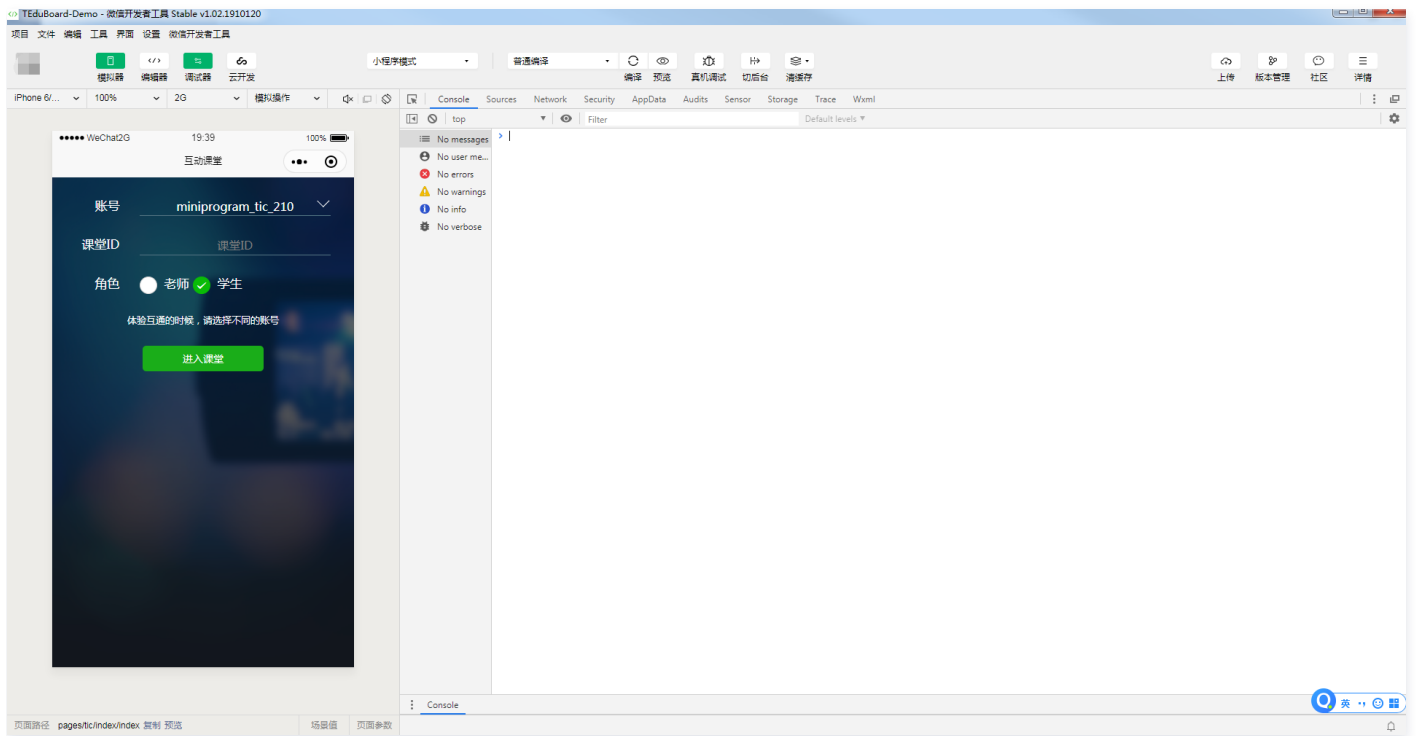 TEduBoard-Demo - 微信开发者工具 Stable v1.02.1910120
项目 文件 编辑 工具 界面 设置 微信开发者工具
模拟器 编辑器 调试器 云开发
小程序模式 普通编译
编译 预览 真机调试 切后台 清缓存
上传 版本管理 社区 详情
iPhone 6/... 100% 2G 模拟操作
Console Sources Network Security AppData Audits Sensor Storage Trace Wxml
top Filter Default levels
WeChat2G 19:39 100%
互动课堂
账号 miniprogram_tic_210
课堂ID 课堂ID
角色 老师 学生
体验互通的时候，请选择不同的账号
进入课堂
No messages
No user me...
No errors
No warnings
No info
No verbose
Console
英
页面路径 pages/tic/index/index 复制 预览 场景值 页面参数